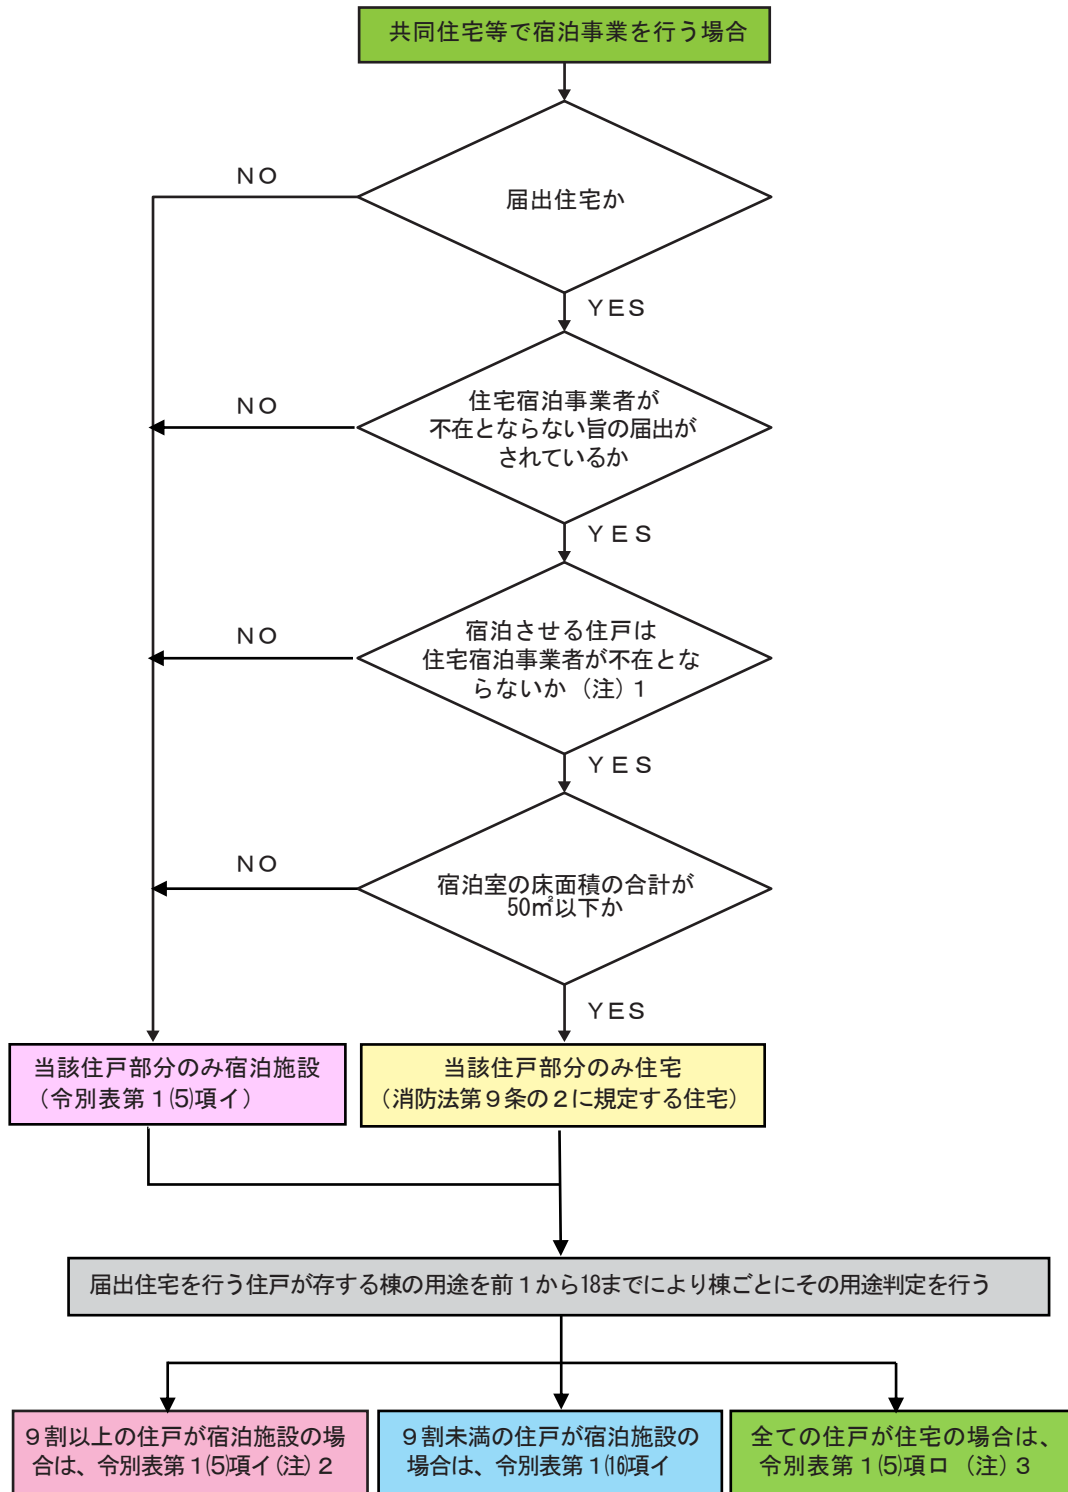 共同住宅等で宿泊事業を行う場合
NO
届出住宅か
YES
NO
住宅宿泊事業者が
不在とならない旨の届出が
されているか
YES
NO
宿泊させる住戸は
住宅宿泊事業者が不在とな
らないか（注）１
YES
NO
宿泊室の床面積の合計が
50㎡以下か
YES
当該住戸部分のみ宿泊施設
（令別表第１⑸項イ）
当該住戸部分のみ住宅
（消防法第９条の２に規定する住宅）
届出住宅を行う住戸が存する棟の用途を前１から18までにより棟ごとにその用途判定を行う
９割以上の住戸が宿泊施設の場
合は、令別表第１⑸項イ（注）２
９割未満の住戸が宿泊施設の
場合は、令別表第１⒃項イ
全ての住戸が住宅の場合は、
令別表第１⑸項ロ（注）３